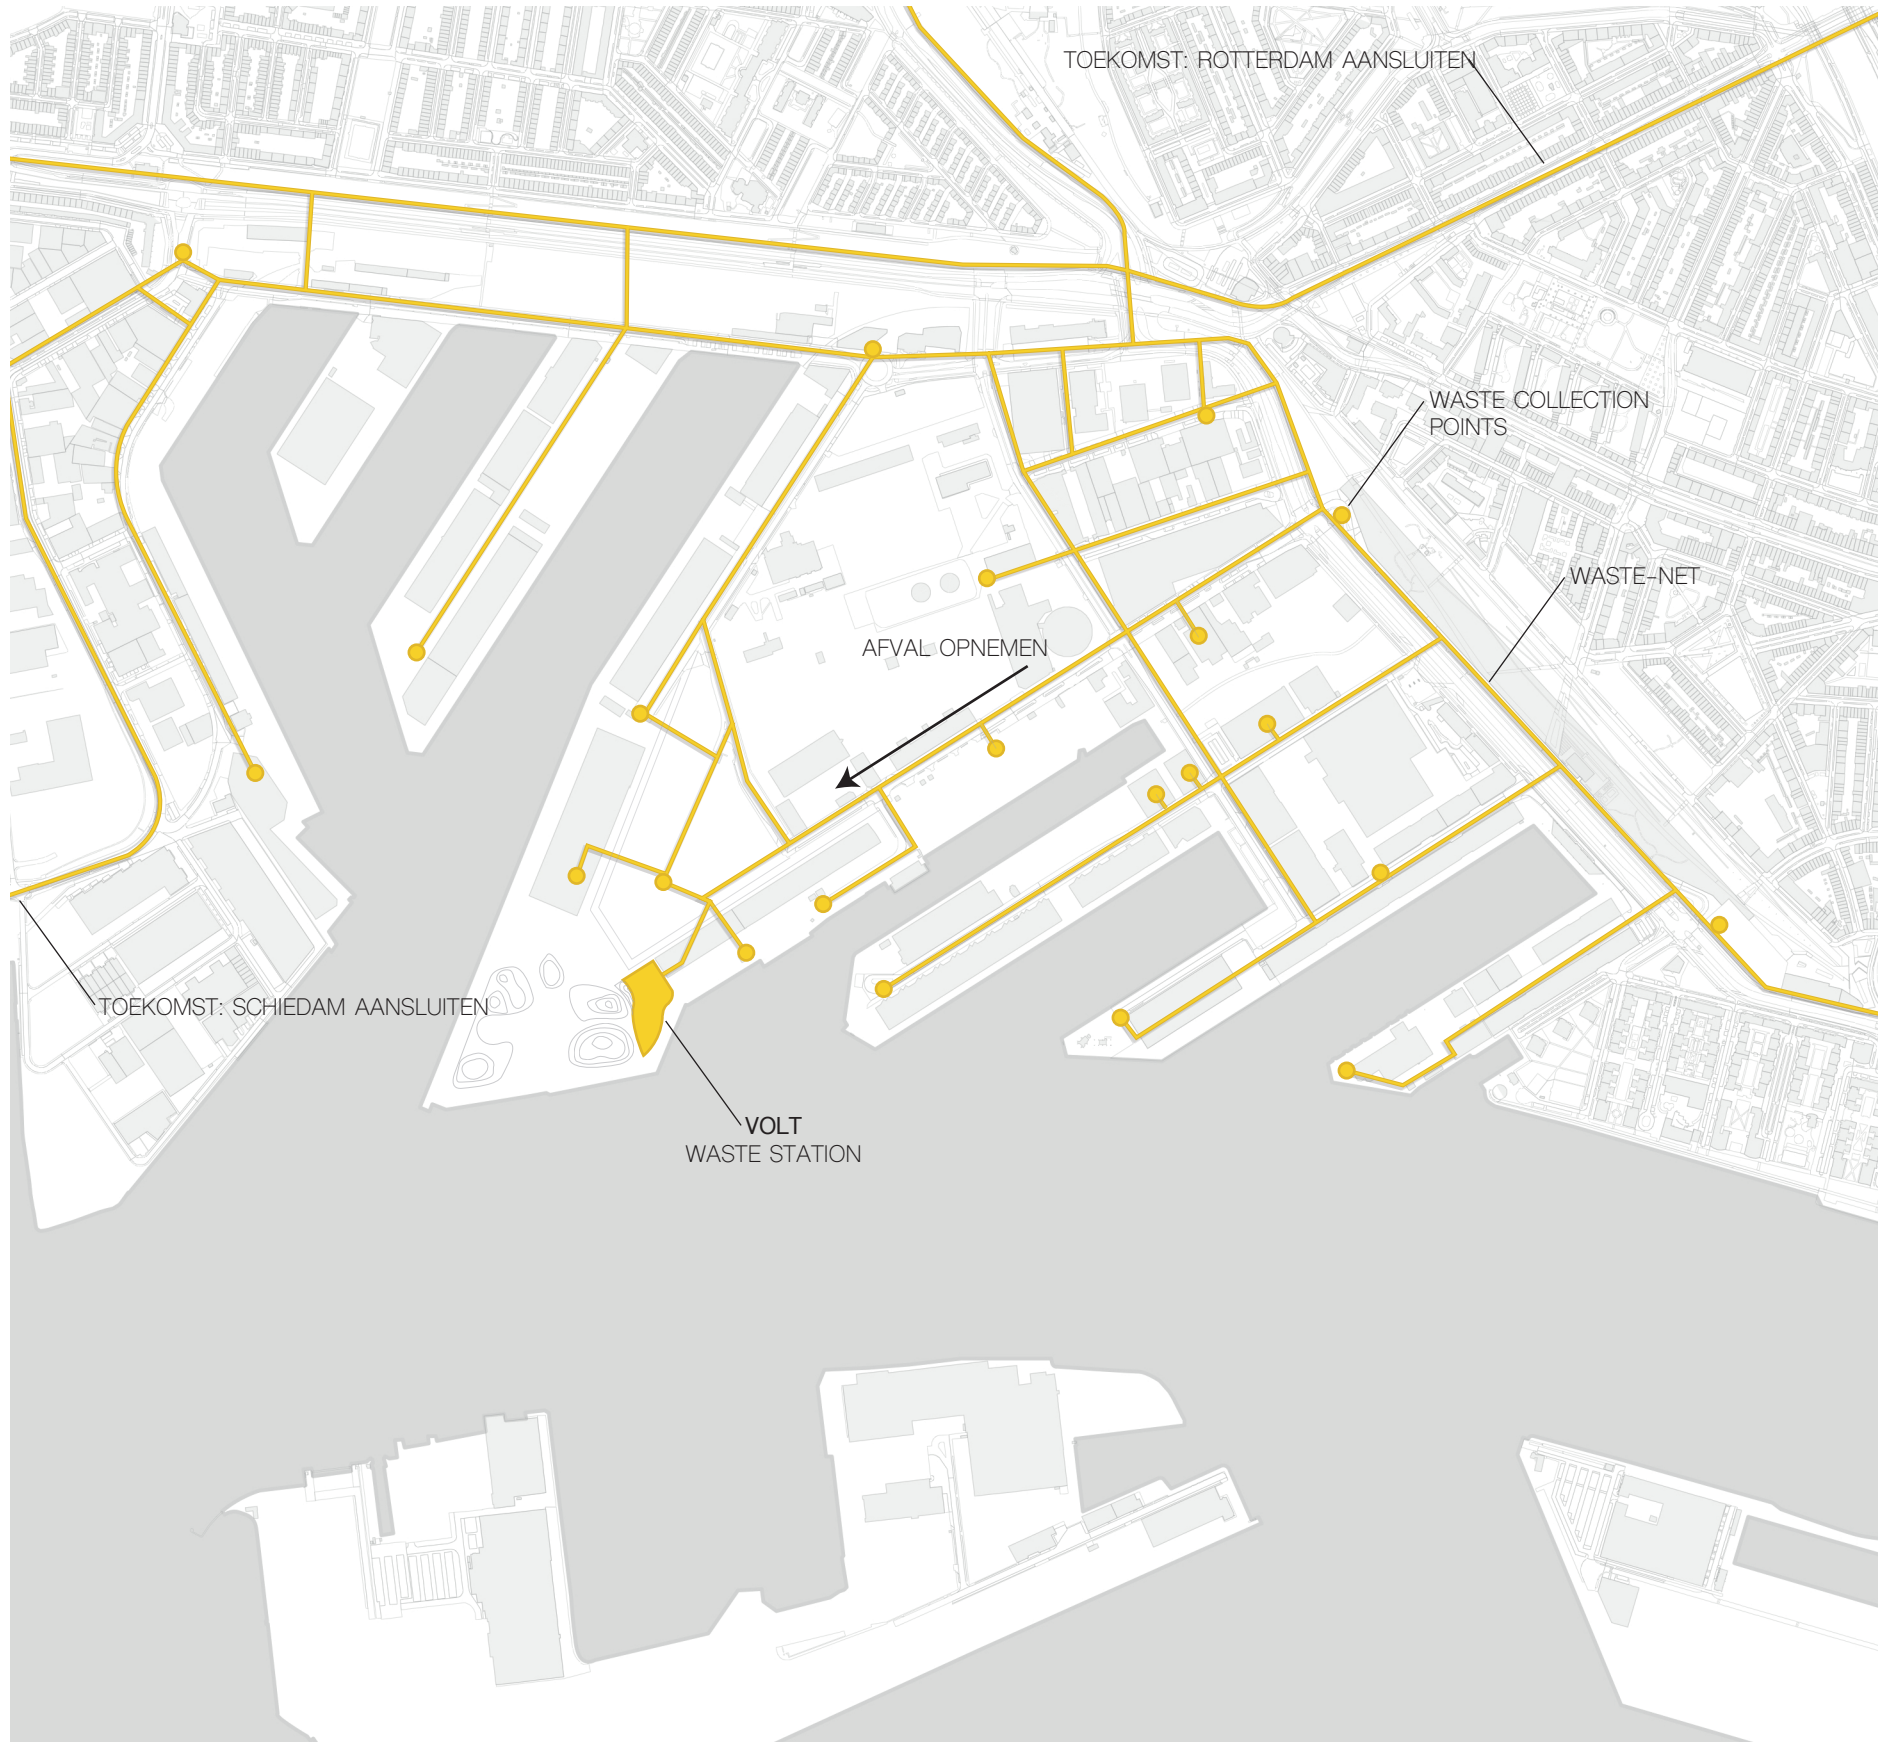 TOEKOMST: ROTTERDAM AANSLUITEN
WASTE COLLECTION
POINTS
WASTE-NET
AFVAL OPNEMEN
TOEKOMST: SCHIEDAM AANSLUITEN
VOLT
WASTE STATION